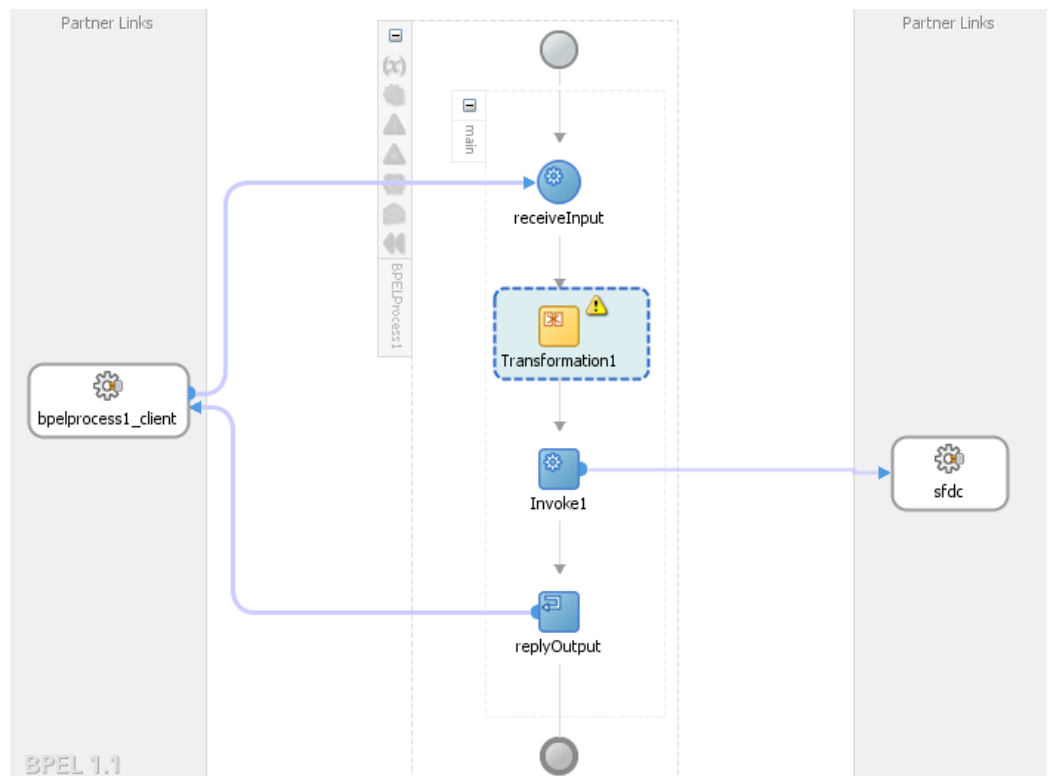 Partner Links
Partner Links
(x)
main
receiveInput
BPELProcess1
Transformation1
bpelprocess1_client
Invoke1
sfdc
replyOutput
BPEL 1.1